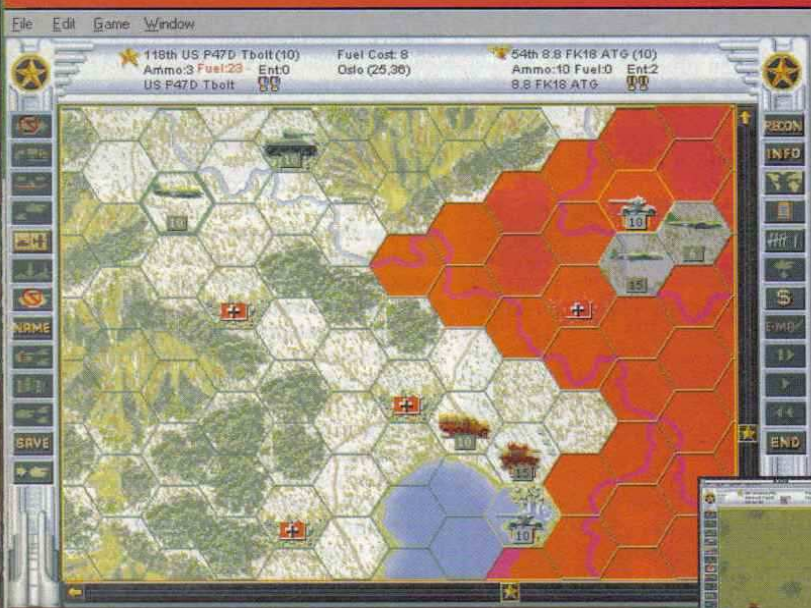 File Edit Game Window
118th US P47D Tbolt (10) Fuel Cost: 8 54th 8.8 FK18 ATG (10)
Ammo:3 Fuel:23 Ent:0 Oslo (25,36) Ammo:10 Fuel:0 Ent:2
US P47D Tbolt 8.8 FK18 ATG
RECON
INFO
10
10
10
15
NAME
10
15
SAVE
END
10